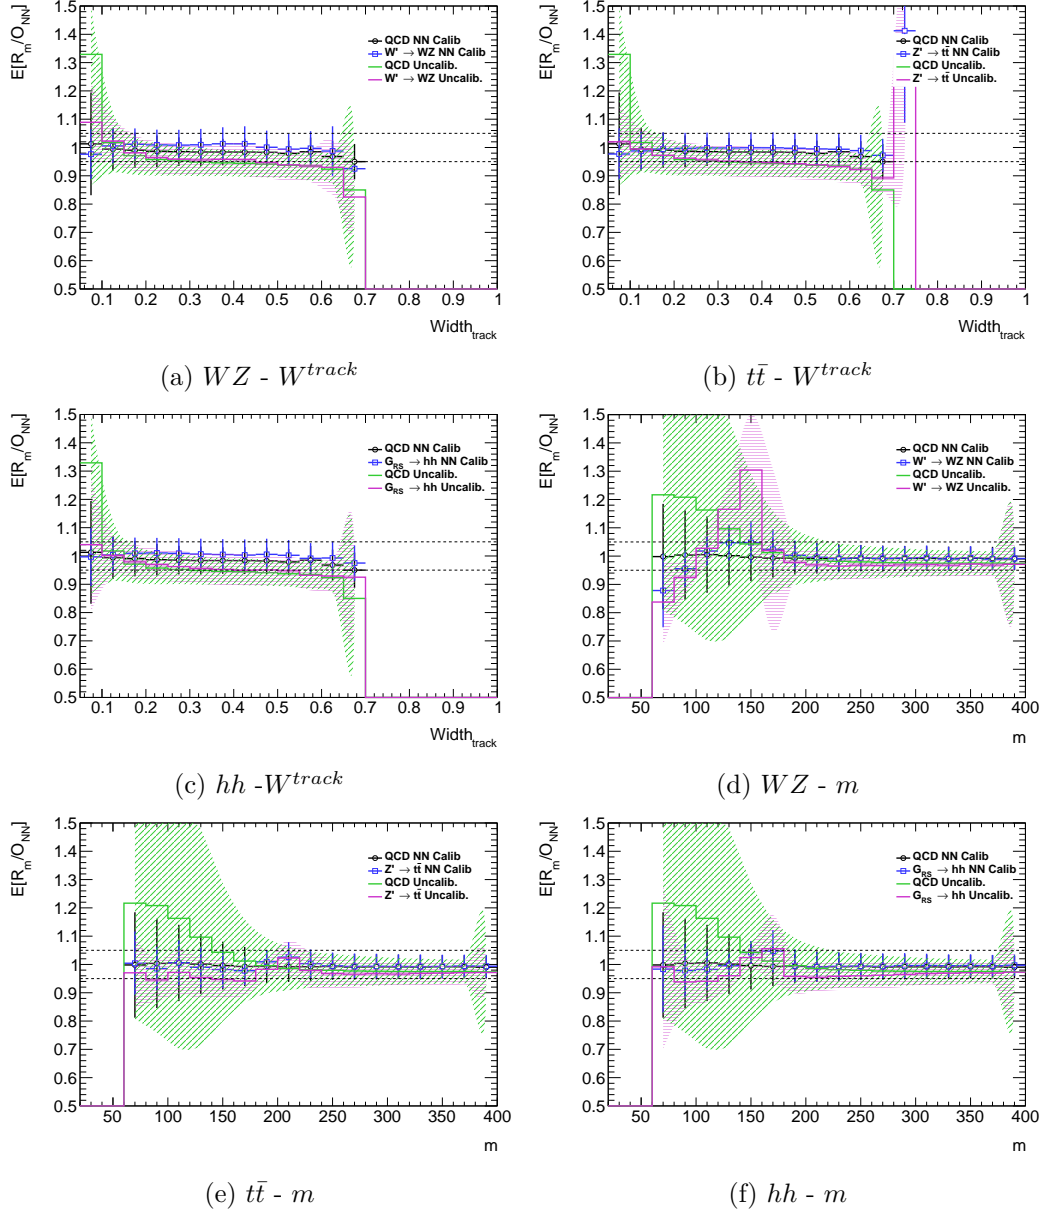 E[R_m/O_NN]
1.5
1.4
1.3
1.2
1.1
1
0.9
0.8
0.7
0.6
0.5
QCD NN Calib
W' → WZ NN Calib
QCD Uncalib.
W' → WZ Uncalib.
0.1 0.2 0.3 0.4 0.5 0.6 0.7 0.8 0.9 1
Width_track
(a) WZ - W^track
E[R_m/O_NN]
1.5
1.4
1.3
1.2
1.1
1
0.9
0.8
0.7
0.6
0.5
QCD NN Calib
Z' → tt̄ NN Calib
QCD Uncalib.
Z' → tt̄ Uncalib.
0.1 0.2 0.3 0.4 0.5 0.6 0.7 0.8 0.9 1
Width_track
(b) tt̄ - W^track
E[R_m/O_NN]
1.5
1.4
1.3
1.2
1.1
1
0.9
0.8
0.7
0.6
0.5
QCD NN Calib
G_RS → hh NN Calib
QCD Uncalib.
G_RS → hh Uncalib.
0.1 0.2 0.3 0.4 0.5 0.6 0.7 0.8 0.9 1
Width_track
(c) hh -W^track
E[R_m/O_NN]
1.5
1.4
1.3
1.2
1.1
1
0.9
0.8
0.7
0.6
0.5
QCD NN Calib
W' → WZ NN Calib
QCD Uncalib.
W' → WZ Uncalib.
50 100 150 200 250 300 350 400
m
(d) WZ - m
E[R_m/O_NN]
1.5
1.4
1.3
1.2
1.1
1
0.9
0.8
0.7
0.6
0.5
QCD NN Calib
Z' → tt̄ NN Calib
QCD Uncalib.
Z' → tt̄ Uncalib.
50 100 150 200 250 300 350 400
m
(e) tt̄ - m
E[R_m/O_NN]
1.5
1.4
1.3
1.2
1.1
1
0.9
0.8
0.7
0.6
0.5
QCD NN Calib
G_RS → hh NN Calib
QCD Uncalib.
G_RS → hh Uncalib.
50 100 150 200 250 300 350 400
m
(f) hh - m